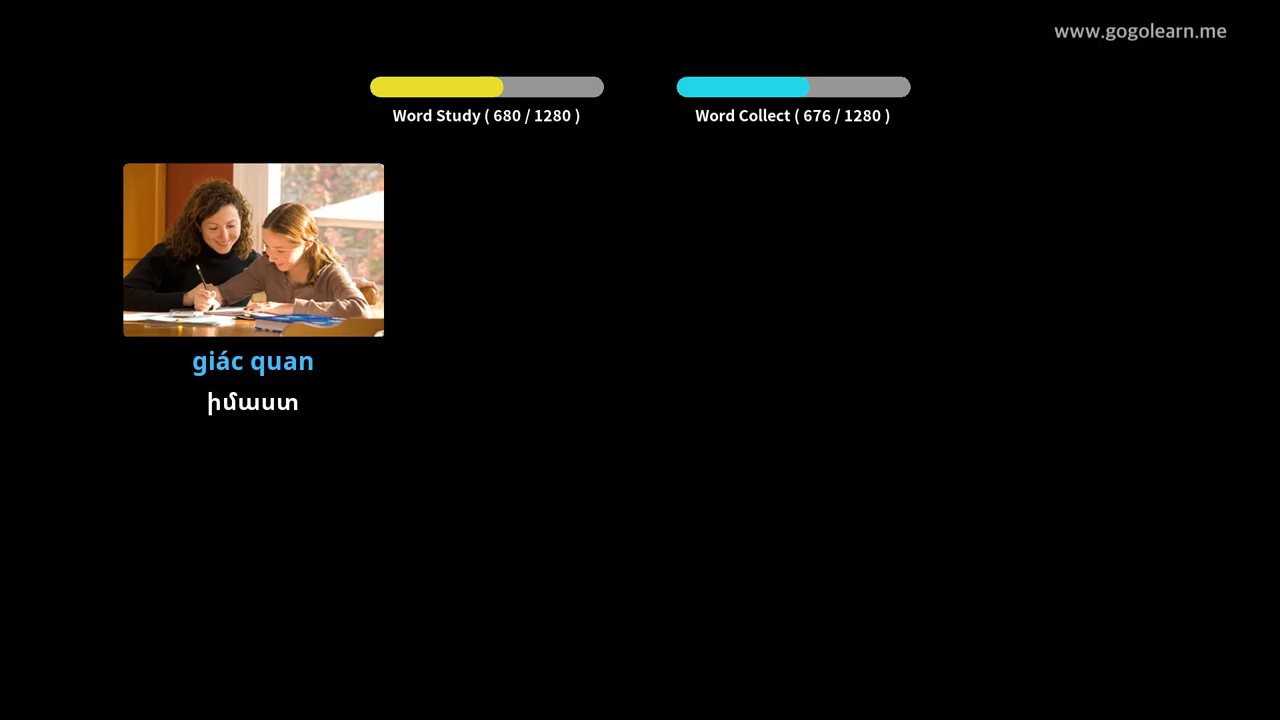 www.gogolearn.me
Word Study ( 680 / 1280 )
Word Collect ( 676 / 1280 )
giác quan
իմաստ